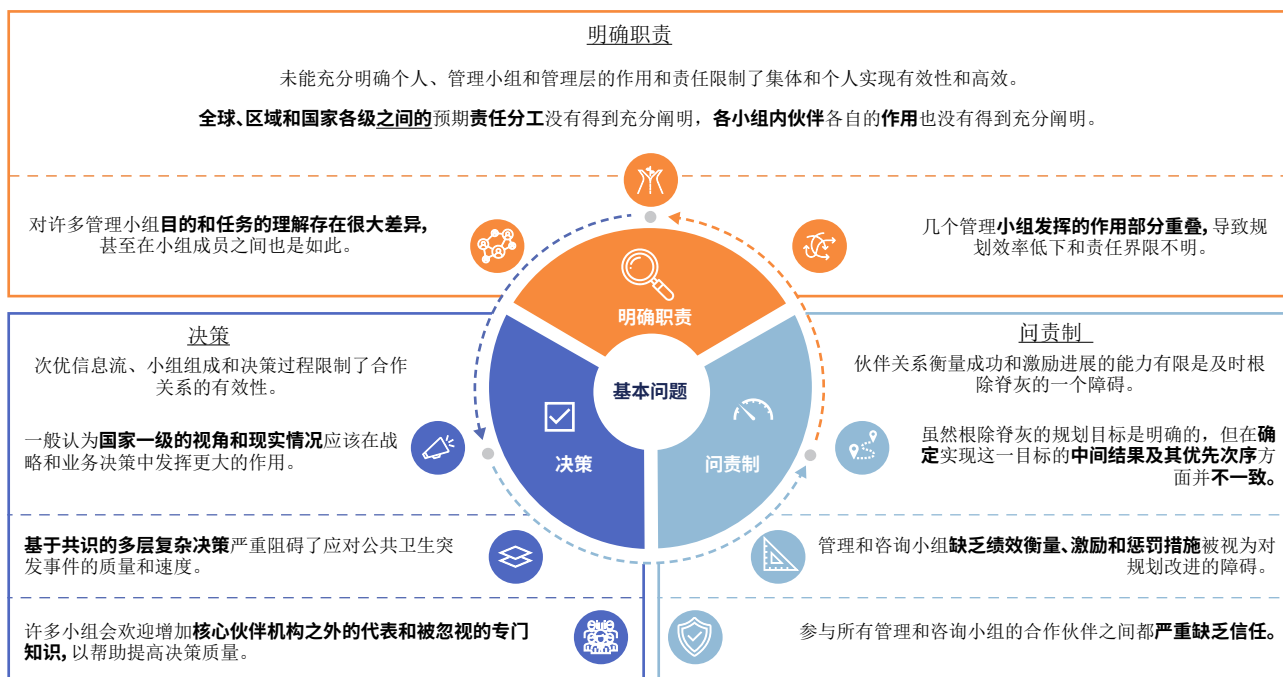 明确职责
未能充分明确个人、管理小组和管理层的作用和责任限制了集体和个人实现有效性和高效。
全球、区域和国家各级之间的预期责任分工没有得到充分阐明，各小组内伙伴各自的作用也没有得到充分阐明。
对许多管理小组目的和任务的理解存在很大差异,
甚至在小组成员之间也是如此。
几个管理小组发挥的作用部分重叠, 导致规
划效率低下和责任界限不明。
明确职责
基本问题
决策
问责制
决策
次优信息流、小组组成和决策过程限制了合作
关系的有效性。
一般认为国家一级的视角和现实情况应该在战
略和业务决策中发挥更大的作用。
基于共识的多层复杂决策严重阻碍了应对公共卫生突
发事件的质量和速度。
许多小组会欢迎增加核心伙伴机构之外的代表和被忽视的专门
知识, 以帮助提高决策质量。
问责制
伙伴关系衡量成功和激励进展的能力有限是及时根
除脊灰的一个障碍。
虽然根除脊灰的规划目标是明确的，但在确
定实现这一目标的中间结果及其优先次序方
面并不一致。
管理和咨询小组缺乏绩效衡量、激励和惩罚措施被视为对
规划改进的障碍。
参与所有管理和咨询小组的合作伙伴之间都严重缺乏信任。